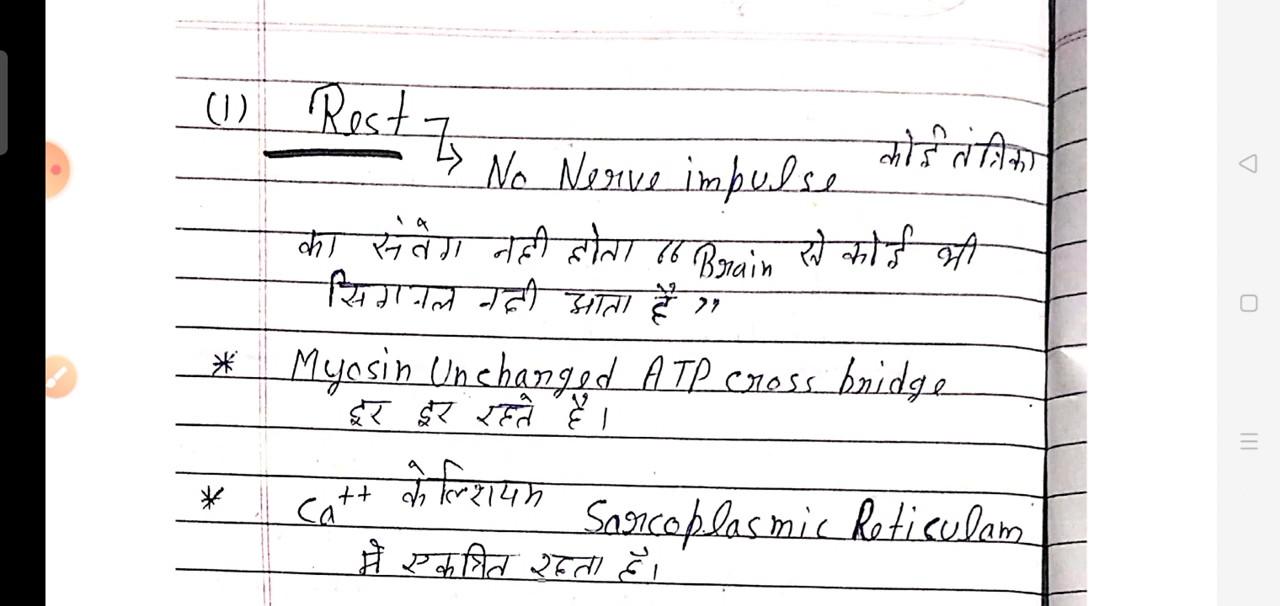 (1) Rest
No Nerve impulse कोई तंत्रिका
का संवेग नही होता “ Brain से कोई भी
सिगनल नही आता है ”
* Myosin Unchanged ATP cross bridge
दूर दूर रहते है।
* Ca++ केल्शियम Sarcoplasmic Reticulam
मे एकत्रित रहता है।